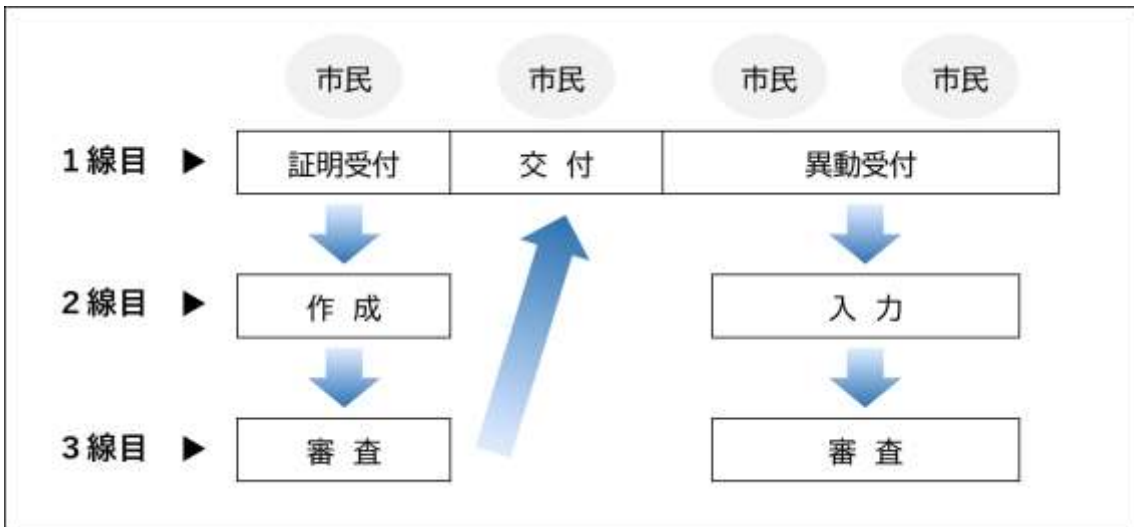 市民 市民 市民 市民
1線目 ▶ 証明受付 交 付 異動受付
2線目 ▶ 作 成 入 力
3線目 ▶ 審 査 審 査